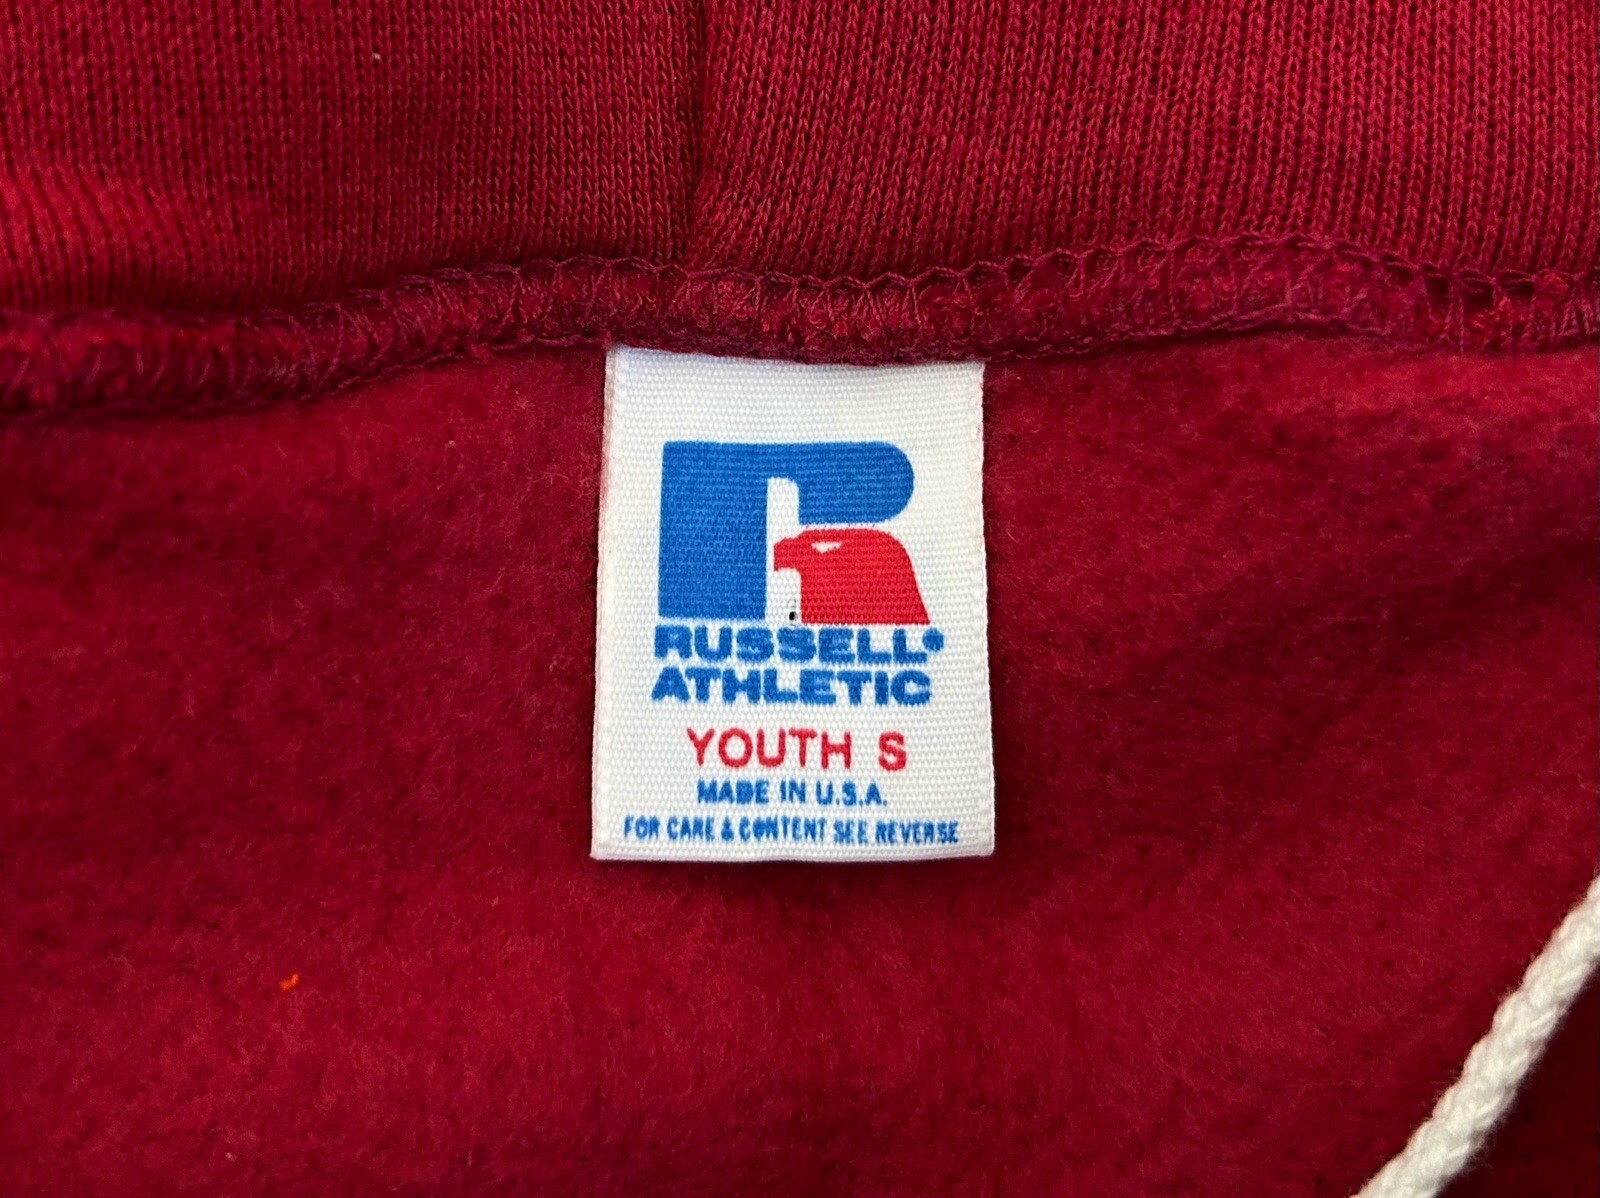 R
RUSSELL®
ATHLETIC
YOUTH S
MADE IN U.S.A.
FOR CARE & CONTENT SEE REVERSE